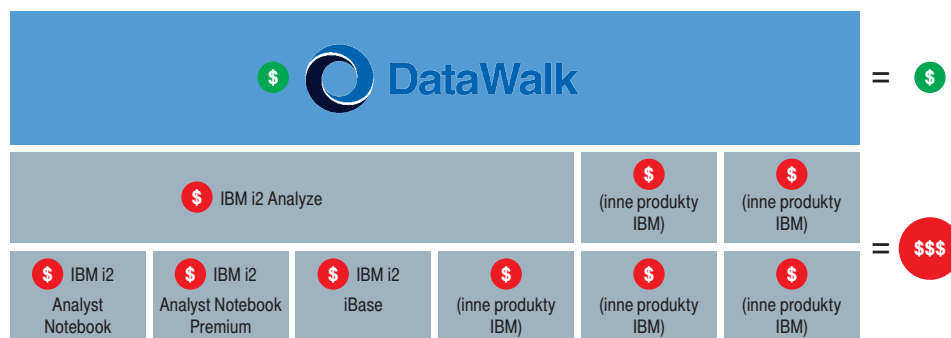 $ DataWalk = $
$ IBM i2 Analyze
$
(inne produkty
IBM)
$
(inne produkty
IBM)
= $$$
$ IBM i2
Analyst
Notebook
$ IBM i2
Analyst Notebook
Premium
$ IBM i2
iBase
$
(inne produkty
IBM)
$
(inne produkty
IBM)
$
(inne produkty
IBM)